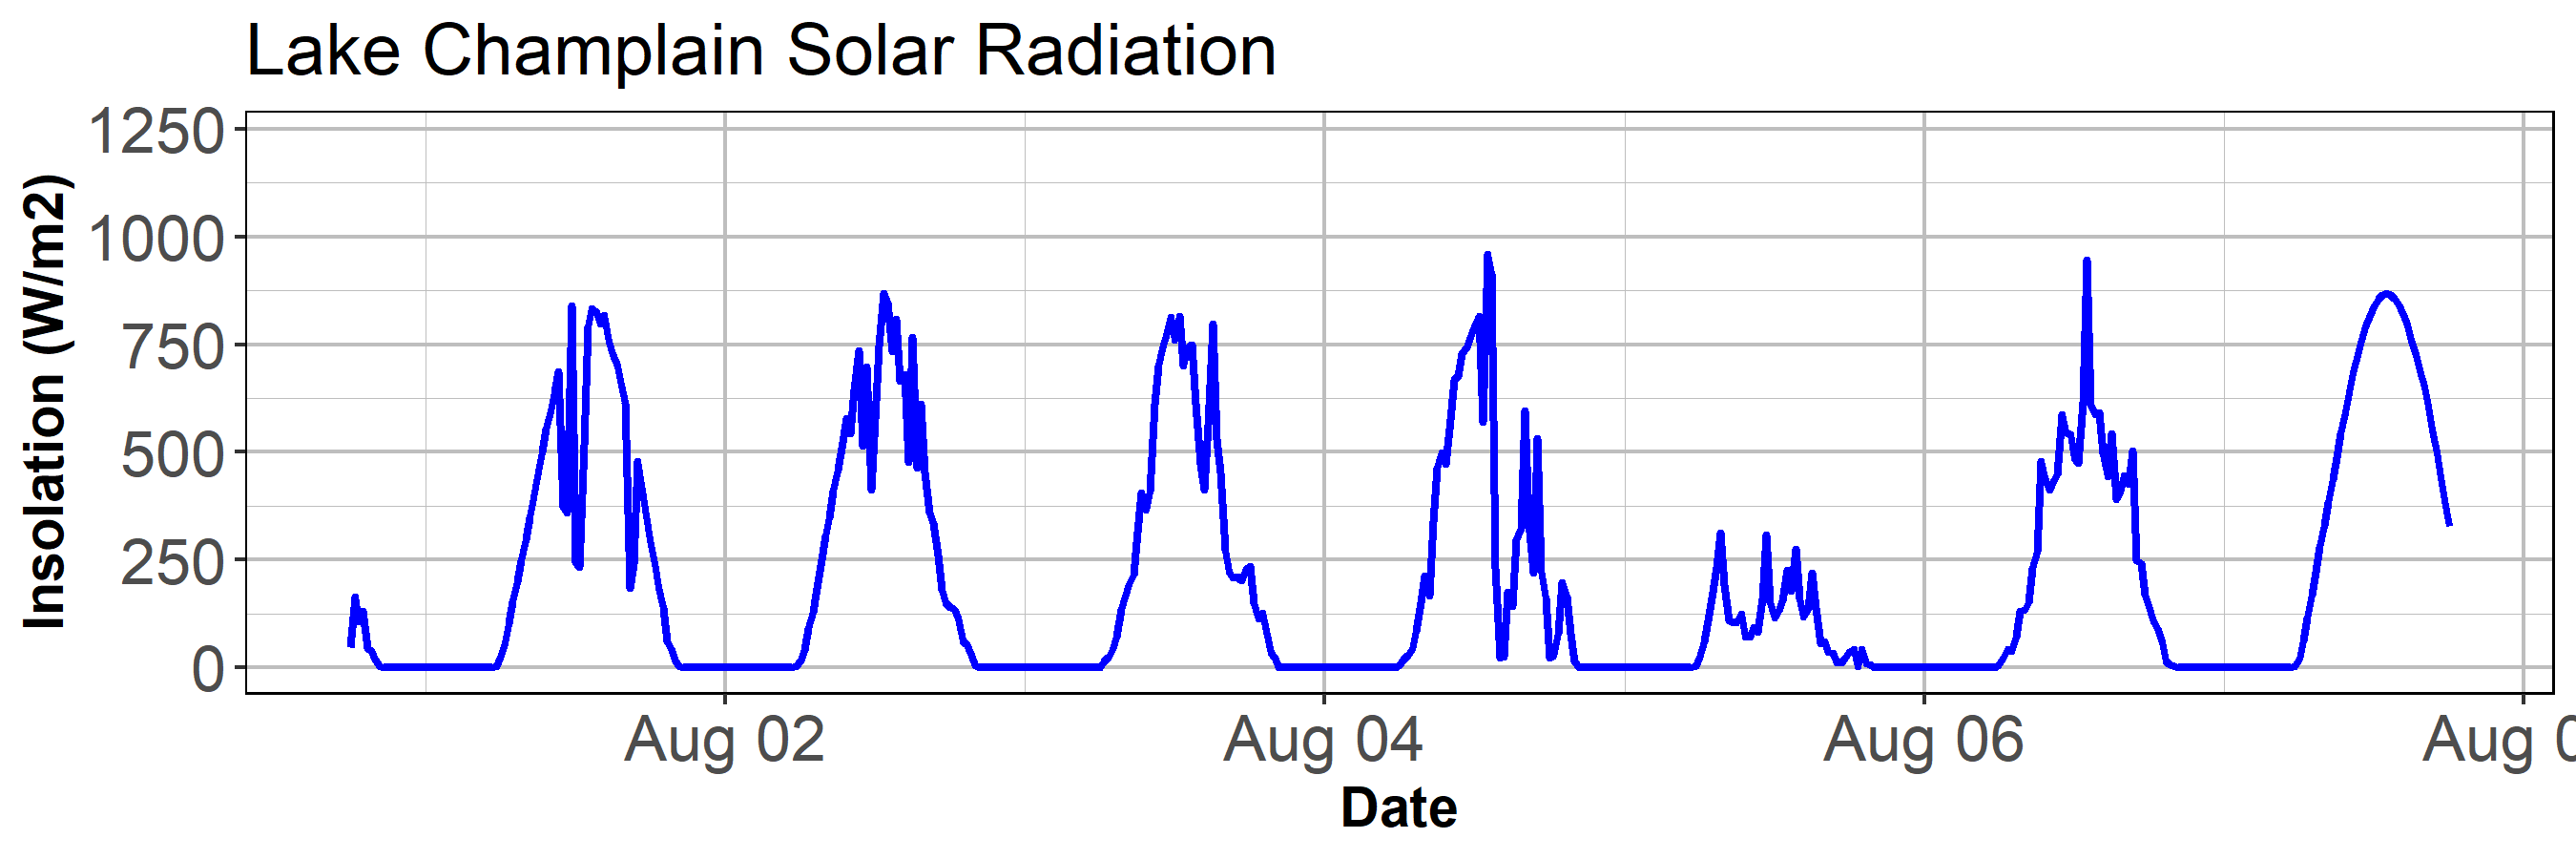 Lake Champlain Solar Radiation
1250
1000
750
500
250
0
Insolation (W/m2)
Aug 02 Aug 04 Aug 06 Aug
Date